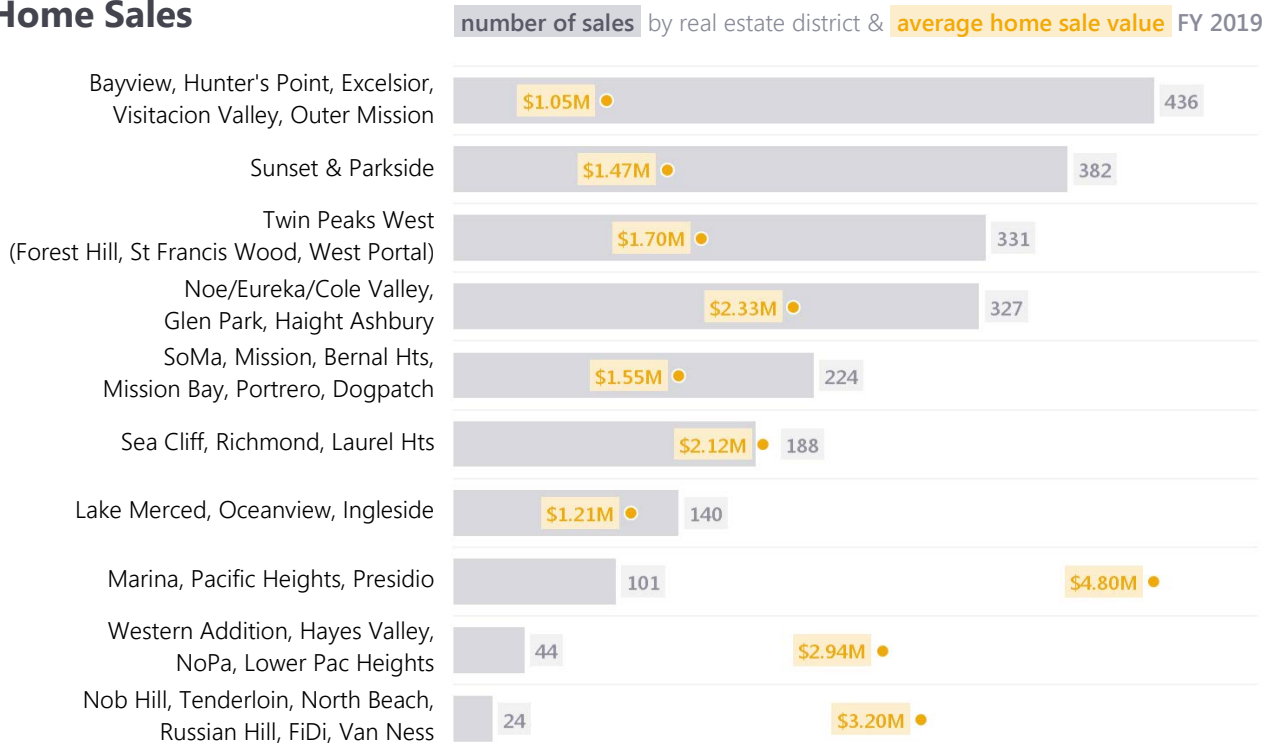 Home Sales
number of sales by real estate district & average home sale value FY 2019
Bayview, Hunter's Point, Excelsior,
Visitacion Valley, Outer Mission
$1.05M
436
Sunset & Parkside
$1.47M
382
Twin Peaks West
(Forest Hill, St Francis Wood, West Portal)
$1.70M
331
Noe/Eureka/Cole Valley,
Glen Park, Haight Ashbury
$2.33M
327
SoMa, Mission, Bernal Hts,
Mission Bay, Portrero, Dogpatch
$1.55M
224
Sea Cliff, Richmond, Laurel Hts
$2.12M
188
Lake Merced, Oceanview, Ingleside
$1.21M
140
Marina, Pacific Heights, Presidio
101
$4.80M
Western Addition, Hayes Valley,
NoPa, Lower Pac Heights
44
$2.94M
Nob Hill, Tenderloin, North Beach,
Russian Hill, FiDi, Van Ness
24
$3.20M